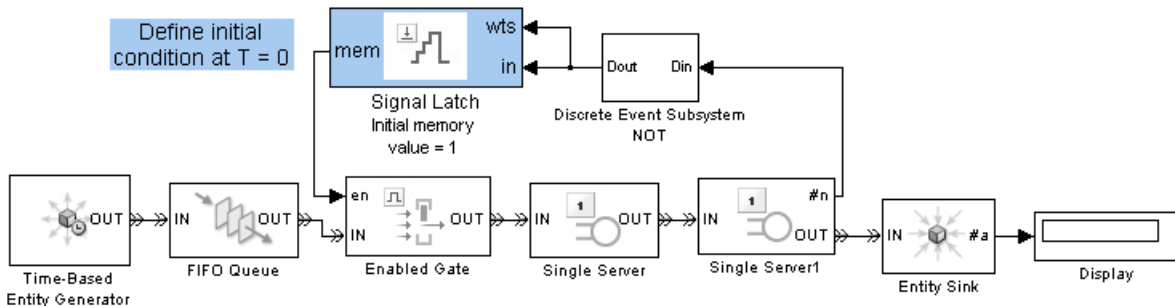 Define initial
condition at T = 0
mem
wts
in
Signal Latch
Initial memory
value = 1
Dout
Din
Discrete Event Subsystem
NOT
OUT
Time-Based
Entity Generator
IN
OUT
FIFO Queue
en
IN
OUT
Enabled Gate
IN
1
OUT
Single Server
IN
1
#n
OUT
Single Server1
IN
#a
Entity Sink
Display